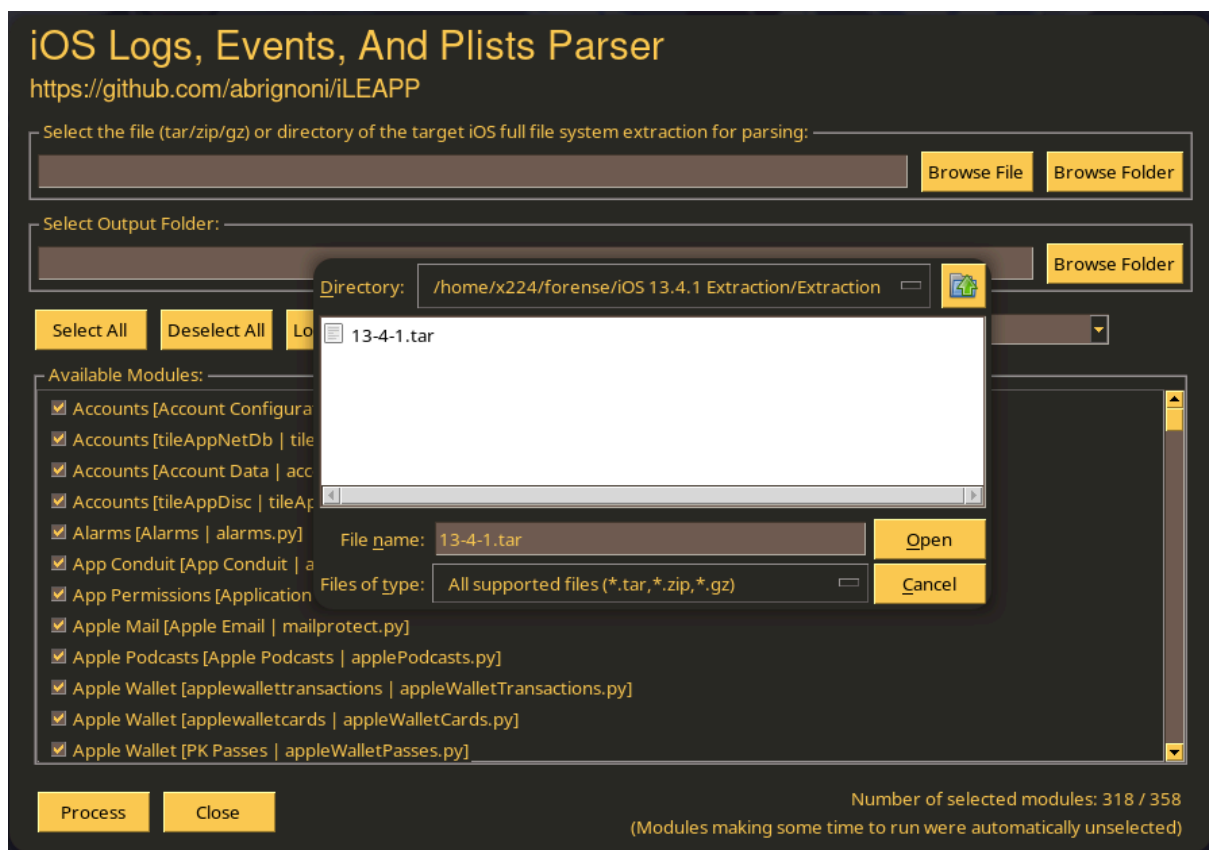 iOS Logs, Events, And Plists Parser
https://github.com/abrignoni/iLEAPP
Select the file (tar/zip/gz) or directory of the target iOS full file system extraction for parsing:
Browse File Browse Folder
Select Output Folder:
Browse Folder
Directory: /home/x224/forense/iOS 13.4.1 Extraction/Extraction
13-4-1.tar
File name: 13-4-1.tar Open
Files of type: All supported files (*.tar,*.zip,*.gz) Cancel
Select All Deselect All Lo
Available Modules:
Accounts [Account Configura
Accounts [tileAppNetDb | tile
Accounts [Account Data | acc
Accounts [tileAppDisc | tileAp
Alarms [Alarms | alarms.py]
App Conduit [App Conduit | a
App Permissions [Application
Apple Mail [Apple Email | mailprotect.py]
Apple Podcasts [Apple Podcasts | applePodcasts.py]
Apple Wallet [applewallettransactions | appleWalletTransactions.py]
Apple Wallet [applewalletcards | appleWalletCards.py]
Apple Wallet [PK Passes | appleWalletPasses.py]
Process Close
Number of selected modules: 318 / 358
(Modules making some time to run were automatically unselected)